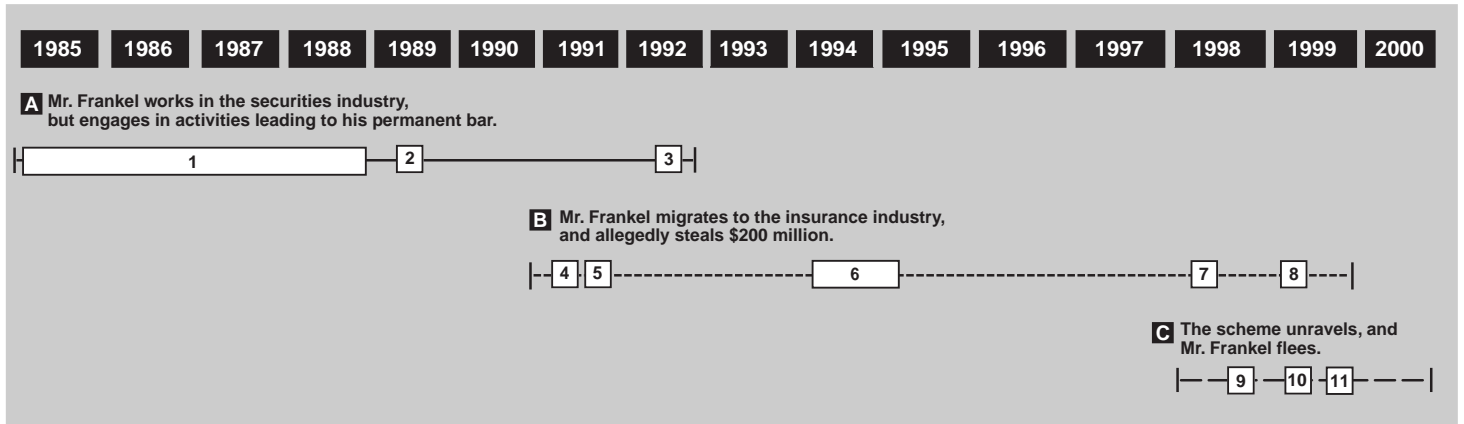 1985 1986 1987 1988 1989 1990 1991 1992 1993 1994 1995 1996 1997 1998 1999 2000
A Mr. Frankel works in the securities industry,
but engages in activities leading to his permanent bar.
1 2 3
B Mr. Frankel migrates to the insurance industry,
and allegedly steals $200 million.
4 5 6 7 8
C The scheme unravels, and
Mr. Frankel flees.
9 10 11